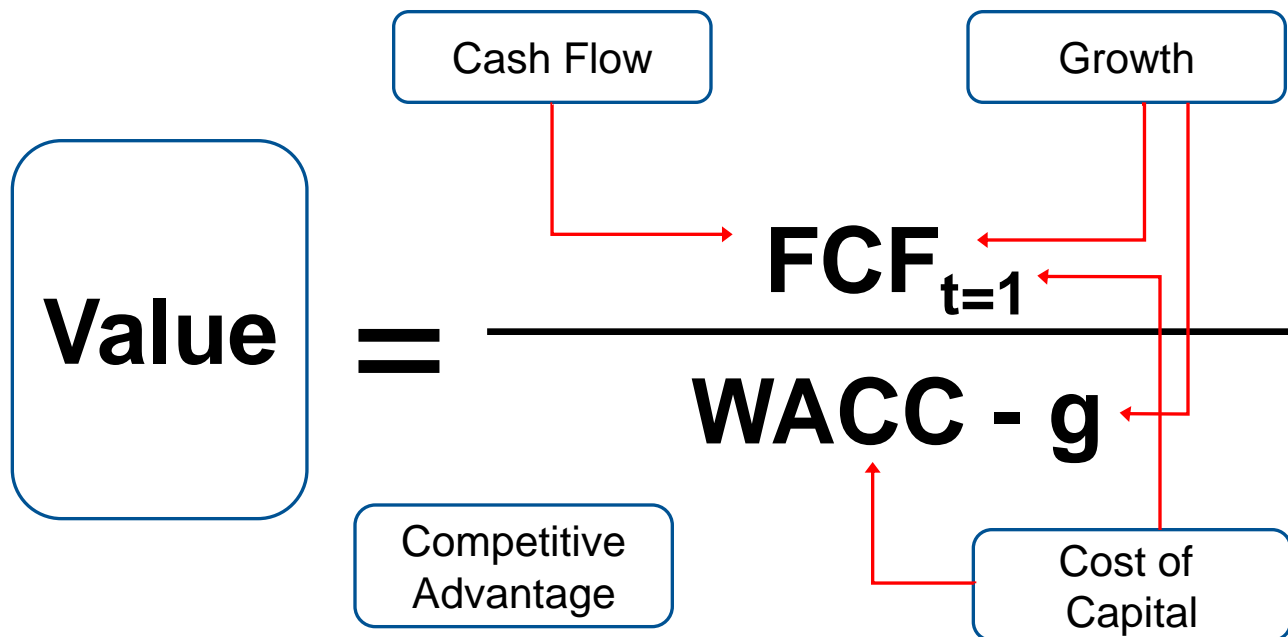 Cash Flow
Growth
Value
=
FCFt=1
WACC - g
Competitive
Advantage
Cost of
Capital